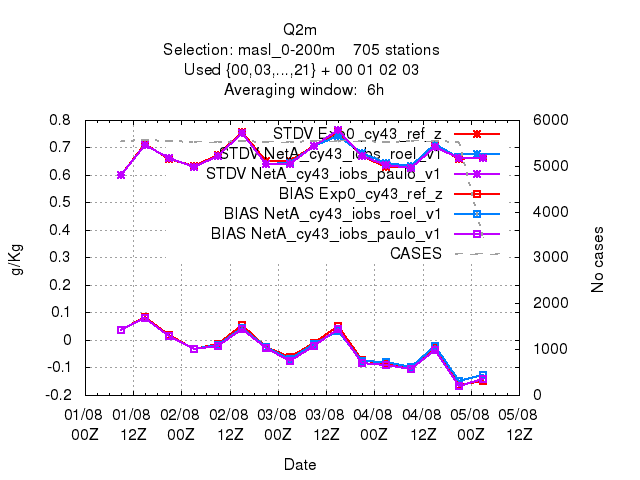 Q2m
Selection: masl_0-200m    705 stations
Used {00,03,...,21} + 00 01 02 03
Averaging window:  6h
STDV Exp0_cy43_ref_z
STDV NetA_cy43_iobs_roel_v1
STDV NetA_cy43_iobs_paulo_v1
BIAS Exp0_cy43_ref_z
BIAS NetA_cy43_iobs_roel_v1
BIAS NetA_cy43_iobs_paulo_v1
CASES
g/Kg
0.8
0.7
0.6
0.5
0.4
0.3
0.2
0.1
0
-0.1
-0.2
6000
5000
4000
3000
2000
1000
0
No cases
01/08 01/08 02/08 02/08 03/08 03/08 04/08 04/08 05/08 05/08
00Z 12Z 00Z 12Z 00Z 12Z 00Z 12Z 00Z 12Z
Date